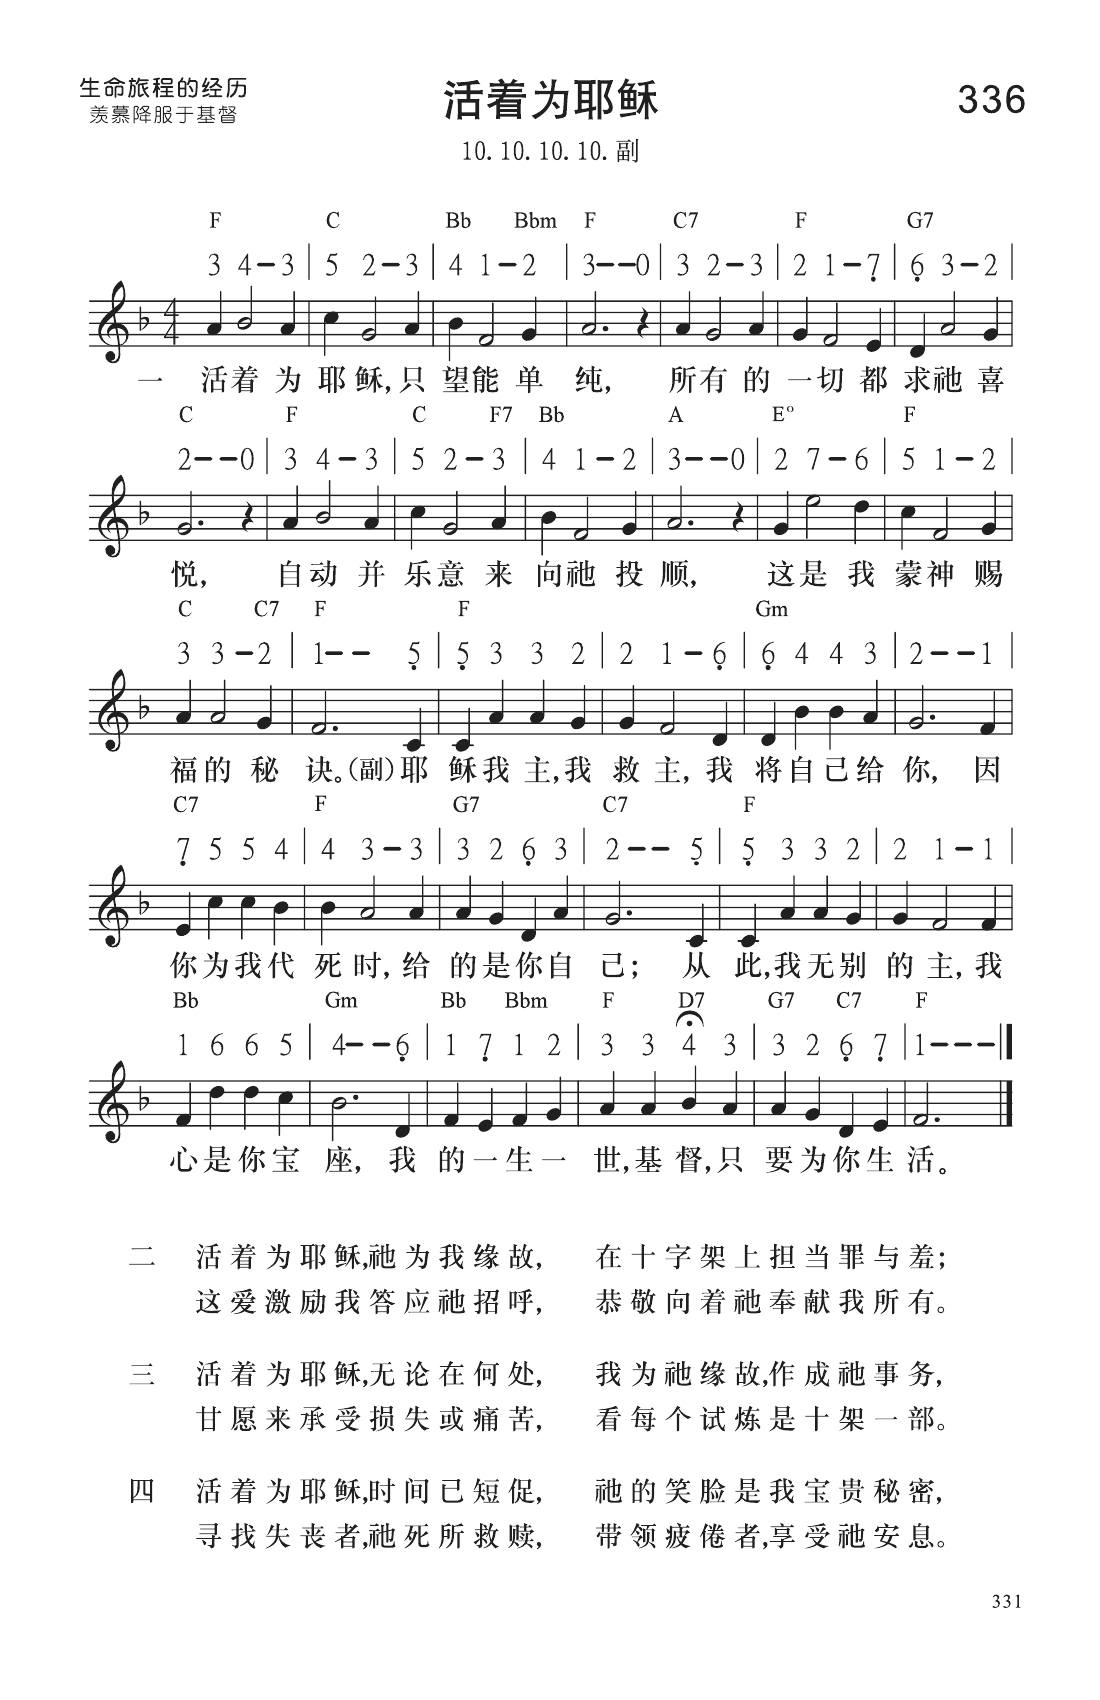 生命旅程的经历
羡慕降服于基督
活着为耶稣
336
10. 10. 10. 10. 副
F C Bb Bbm F C7 F G7
3 4 – 3 | 5 2 – 3 | 4 1 – 2 | 3 – – 0 | 3 2 – 3 | 2 1 – 7̣ | 6̣ 3 – 2 |
4
4
一 活着 为 耶 稣, 只 望能 单 纯, 所有 的 一切 都 求祂 喜
C F C F7 Bb A E° F
2 – – 0 | 3 4 – 3 | 5 2 – 3 | 4 1 – 2 | 3 – – 0 | 2 7 – 6 | 5 1 – 2 |
悦, 自动 并 乐意 来 向祂 投 顺, 这是 我 蒙神 赐
C C7 F F Gm
3 3 – 2 | 1 – – 5̣ | 5̣ 3 3 2 | 2 1 – 6̣ | 6̣ 4 4 3 | 2 – – 1 |
福的 秘 诀。(副)耶 稣我 主,我 救 主, 我 将自 己给 你, 因
C7 F G7 C7 F
7̣ 5 5 4 | 4 3 – 3 | 3 2 6̣ 3 | 2 – – 5̣ | 5̣ 3 3 2 | 2 1 – 1 |
你为我代 死 时, 给 的是你自 己; 从 此,我无别 的 主, 我
Bb Gm Bb Bbm F D7 G7 C7 F
1 6 6 5 | 4 – – 6̣ | 1 7̣ 1 2 | 3 3 4 3 | 3 2 6̣ 7̣ | 1 – – – ‖
心是你宝 座, 我 的一生一 世,基 督,只 要为你生 活。
二 活着为耶稣,祂为我缘故, 在十字架上担当罪与羞;
这爱激励我答应祂招呼, 恭敬向着祂奉献我所有。
三 活着为耶稣,无论在何处, 我为祂缘故,作成祂事务,
甘愿来承受损失或痛苦, 看每个试炼是十架一部。
四 活着为耶稣,时间已短促, 祂的笑脸是我宝贵秘密,
寻找失丧者,祂死所救赎, 带领疲倦者,享受祂安息。
331